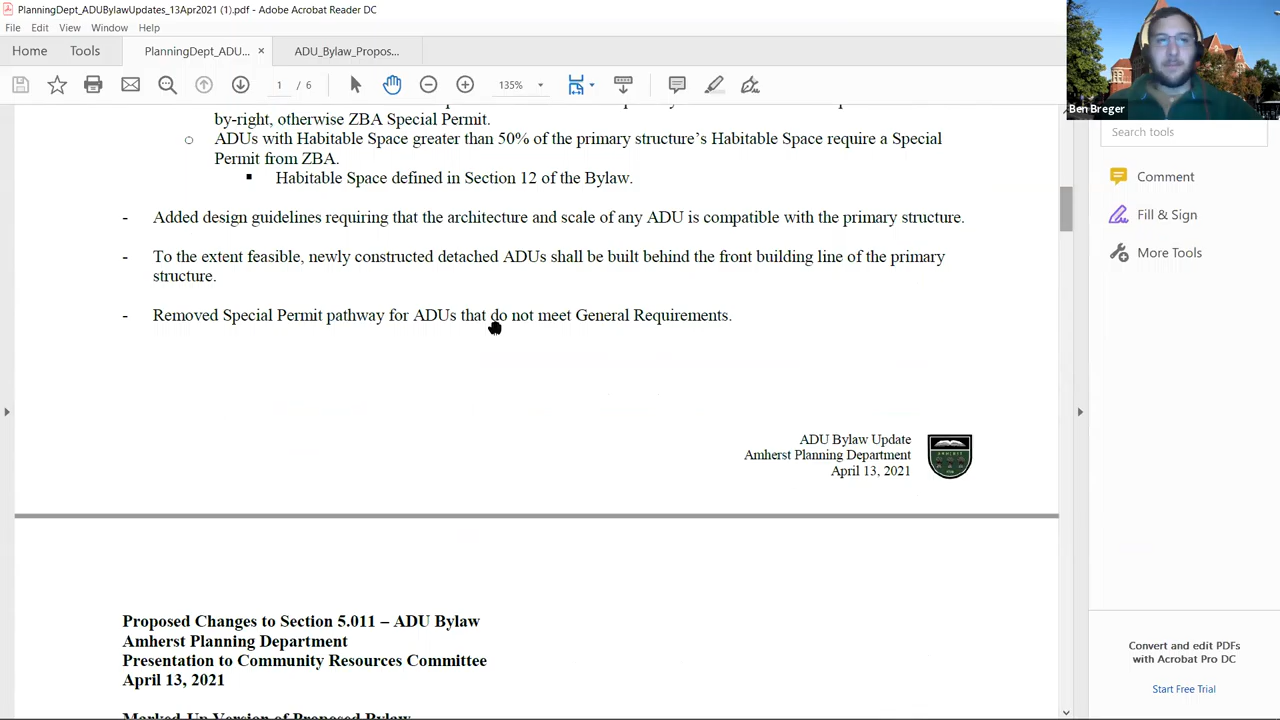 PlanningDept_ADUBylawUpdates_13Apr2021 (1).pdf - Adobe Acrobat Reader DC
File Edit View Window Help
Home Tools PlanningDept_ADU... × ADU_Bylaw_Propos...
1 / 6 135%
Ben Breger
Search tools
Comment
Fill & Sign
More Tools
by-right, otherwise ZBA Special Permit.
o ADUs with Habitable Space greater than 50% of the primary structure's Habitable Space require a Special
Permit from ZBA.
▪ Habitable Space defined in Section 12 of the Bylaw.
- Added design guidelines requiring that the architecture and scale of any ADU is compatible with the primary structure.
- To the extent feasible, newly constructed detached ADUs shall be built behind the front building line of the primary
structure.
- Removed Special Permit pathway for ADUs that do not meet General Requirements.
ADU Bylaw Update
Amherst Planning Department
April 13, 2021
Proposed Changes to Section 5.011 – ADU Bylaw
Amherst Planning Department
Presentation to Community Resources Committee
April 13, 2021
Marked-Up Version of Proposed Bylaw
Convert and edit PDFs
with Acrobat Pro DC
Start Free Trial